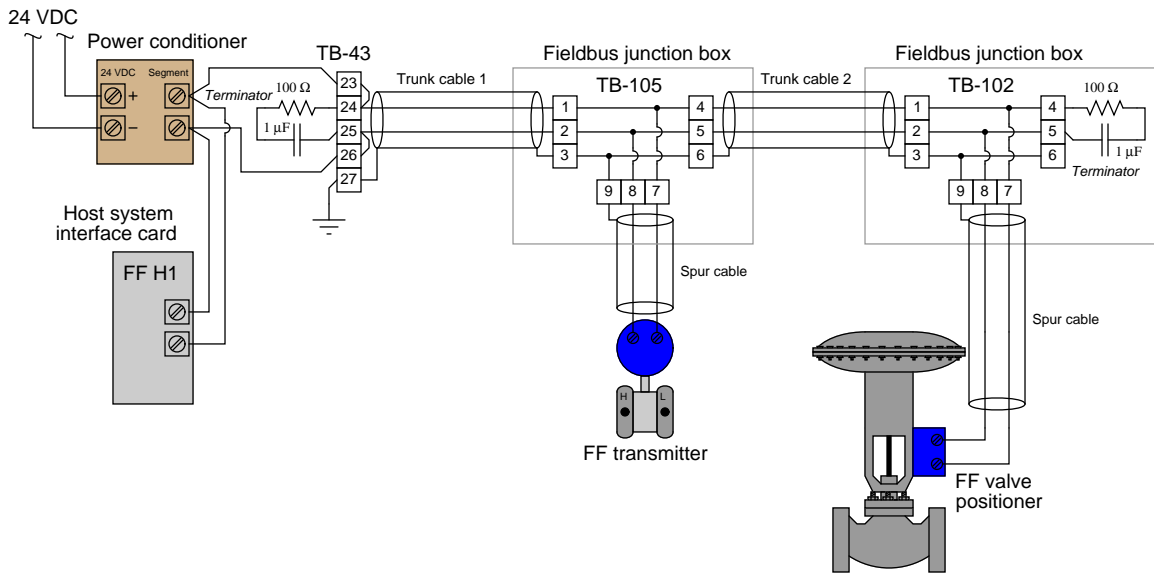 24 VDC
Power conditioner
24 VDC Segment
+
−
TB-43
23
24
25
26
27
Terminator
100 Ω
1 μF
Trunk cable 1
Fieldbus junction box
TB-105
1
2
3
4
5
6
9 8 7
Trunk cable 2
Fieldbus junction box
TB-102
1
2
3
4
5
6
9 8 7
100 Ω
1 μF
Terminator
Host system
interface card
FF H1
Spur cable
H L
FF transmitter
Spur cable
FF valve
positioner